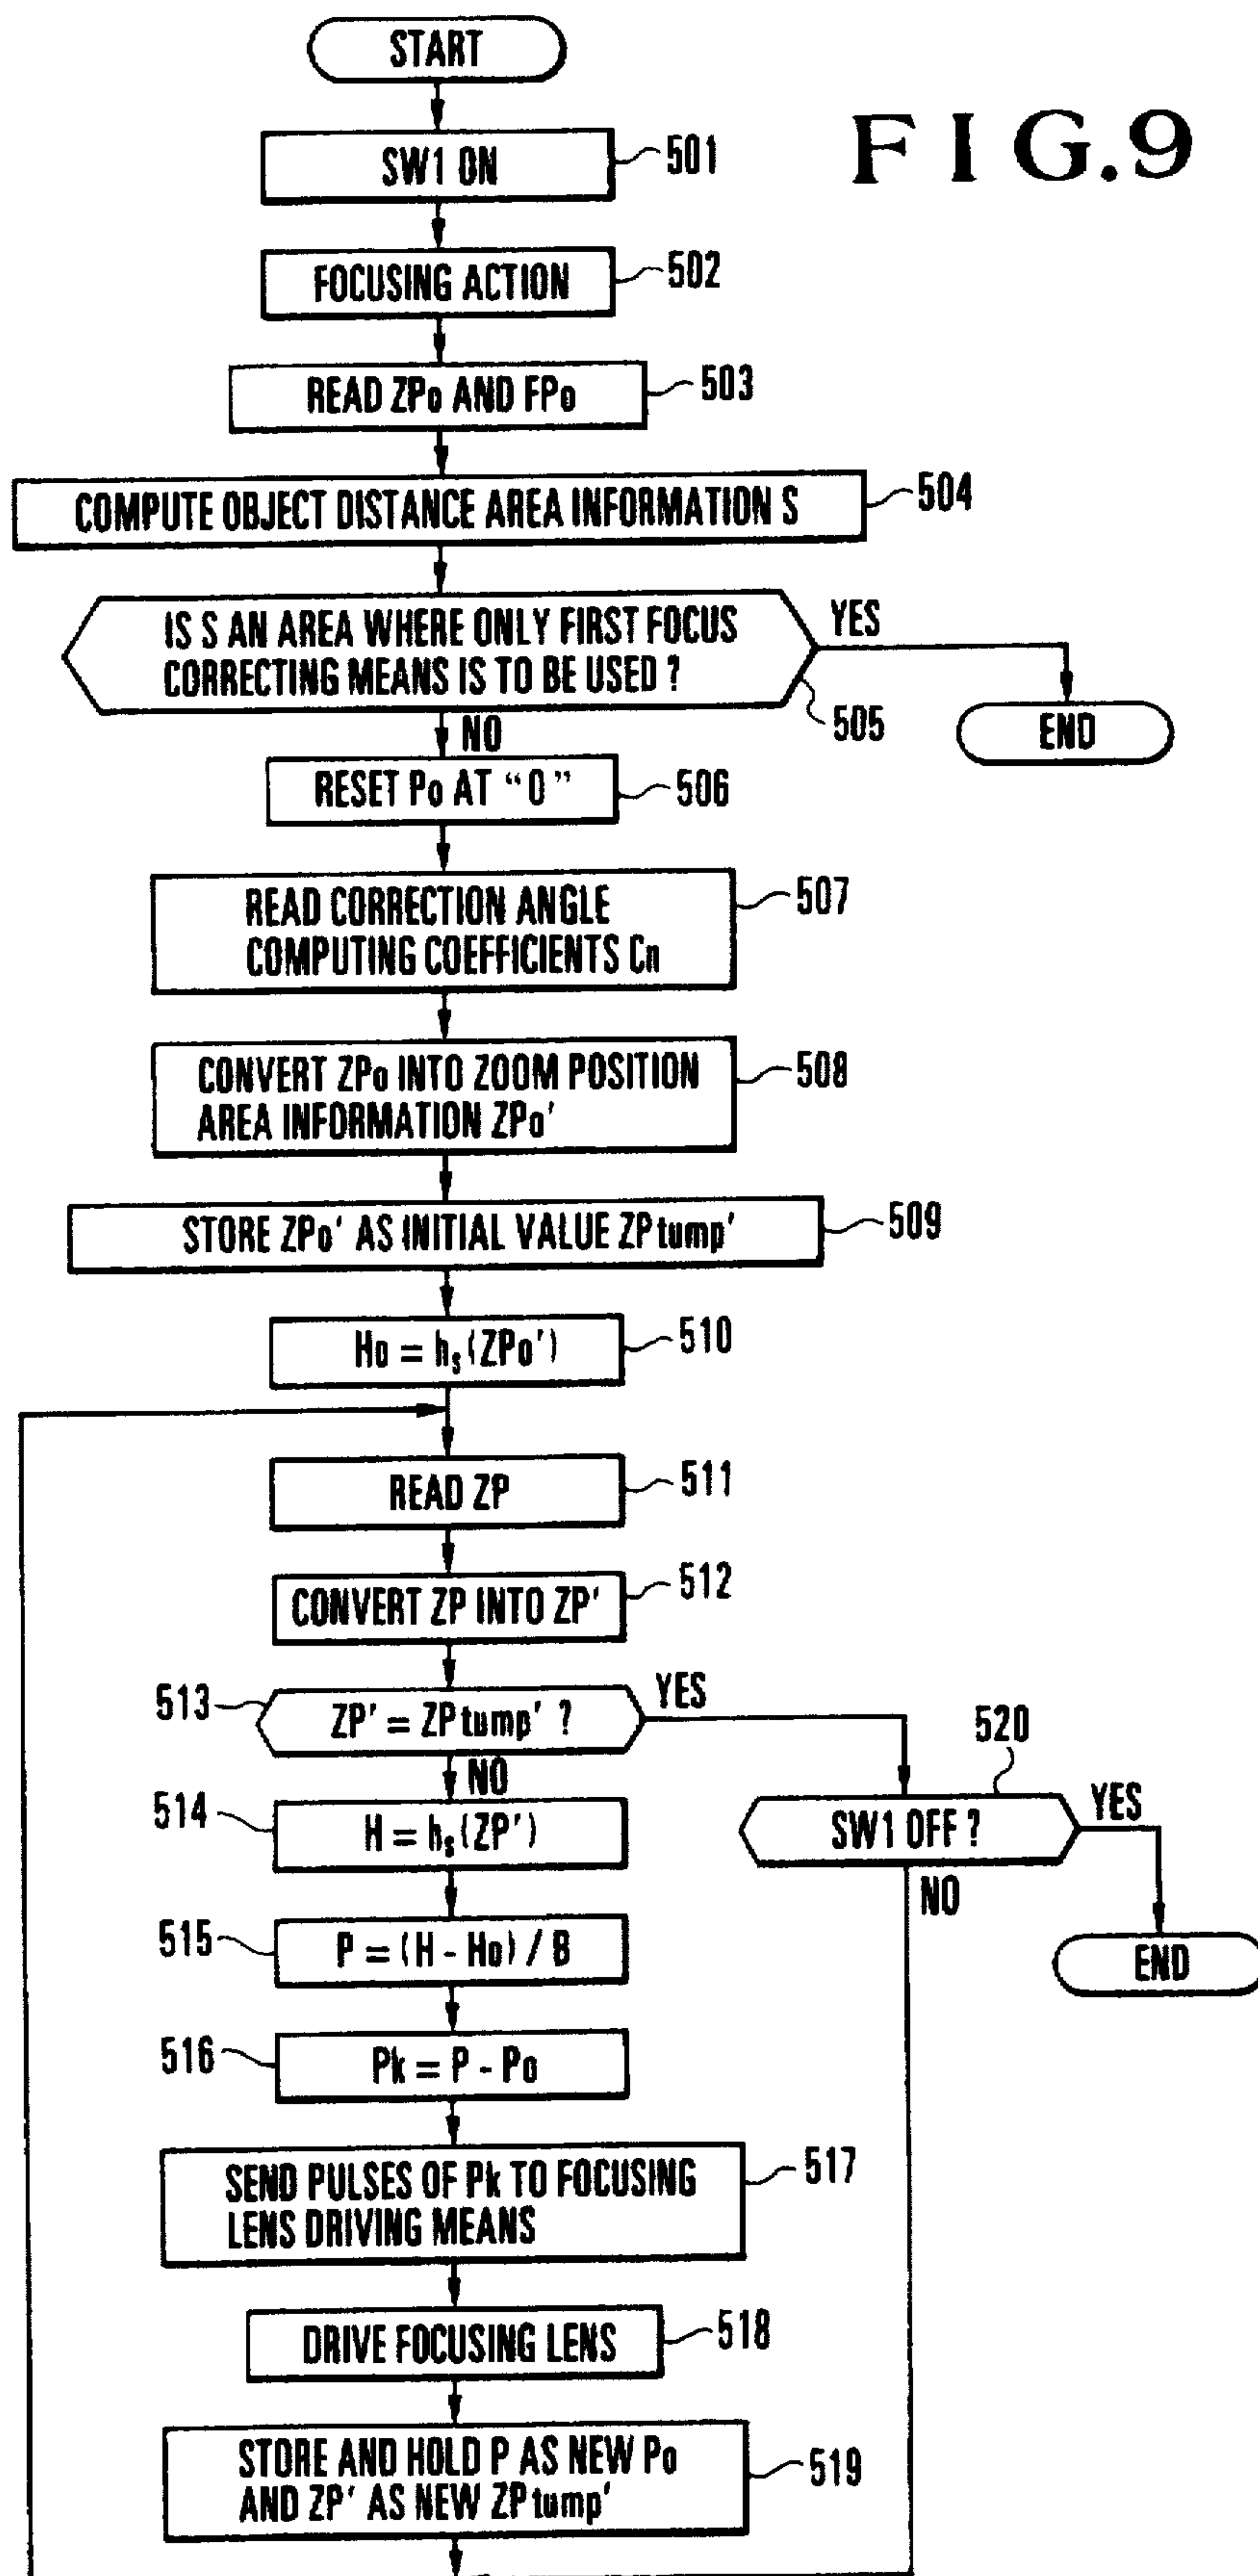 START
FIG.9
SW1 ON
501
FOCUSING ACTION
502
READ ZPo AND FPo
503
COMPUTE OBJECT DISTANCE AREA INFORMATION S
504
IS S AN AREA WHERE ONLY FIRST FOCUS
CORRECTING MEANS IS TO BE USED ?
YES
505
END
NO
RESET Po AT “0”
506
READ CORRECTION ANGLE
COMPUTING COEFFICIENTS Cn
507
CONVERT ZPo INTO ZOOM POSITION
AREA INFORMATION ZPo'
508
STORE ZPo' AS INITIAL VALUE ZPtump'
509
Ho = hs(ZPo')
510
READ ZP
511
CONVERT ZP INTO ZP'
512
513
ZP' = ZPtump' ?
YES
NO
514
H = hs(ZP')
520
SW1 OFF ?
YES
NO
END
515
P = (H - Ho) / B
516
Pk = P - Po
SEND PULSES OF Pk TO FOCUSING
LENS DRIVING MEANS
517
DRIVE FOCUSING LENS
518
STORE AND HOLD P AS NEW Po
AND ZP' AS NEW ZPtump'
519